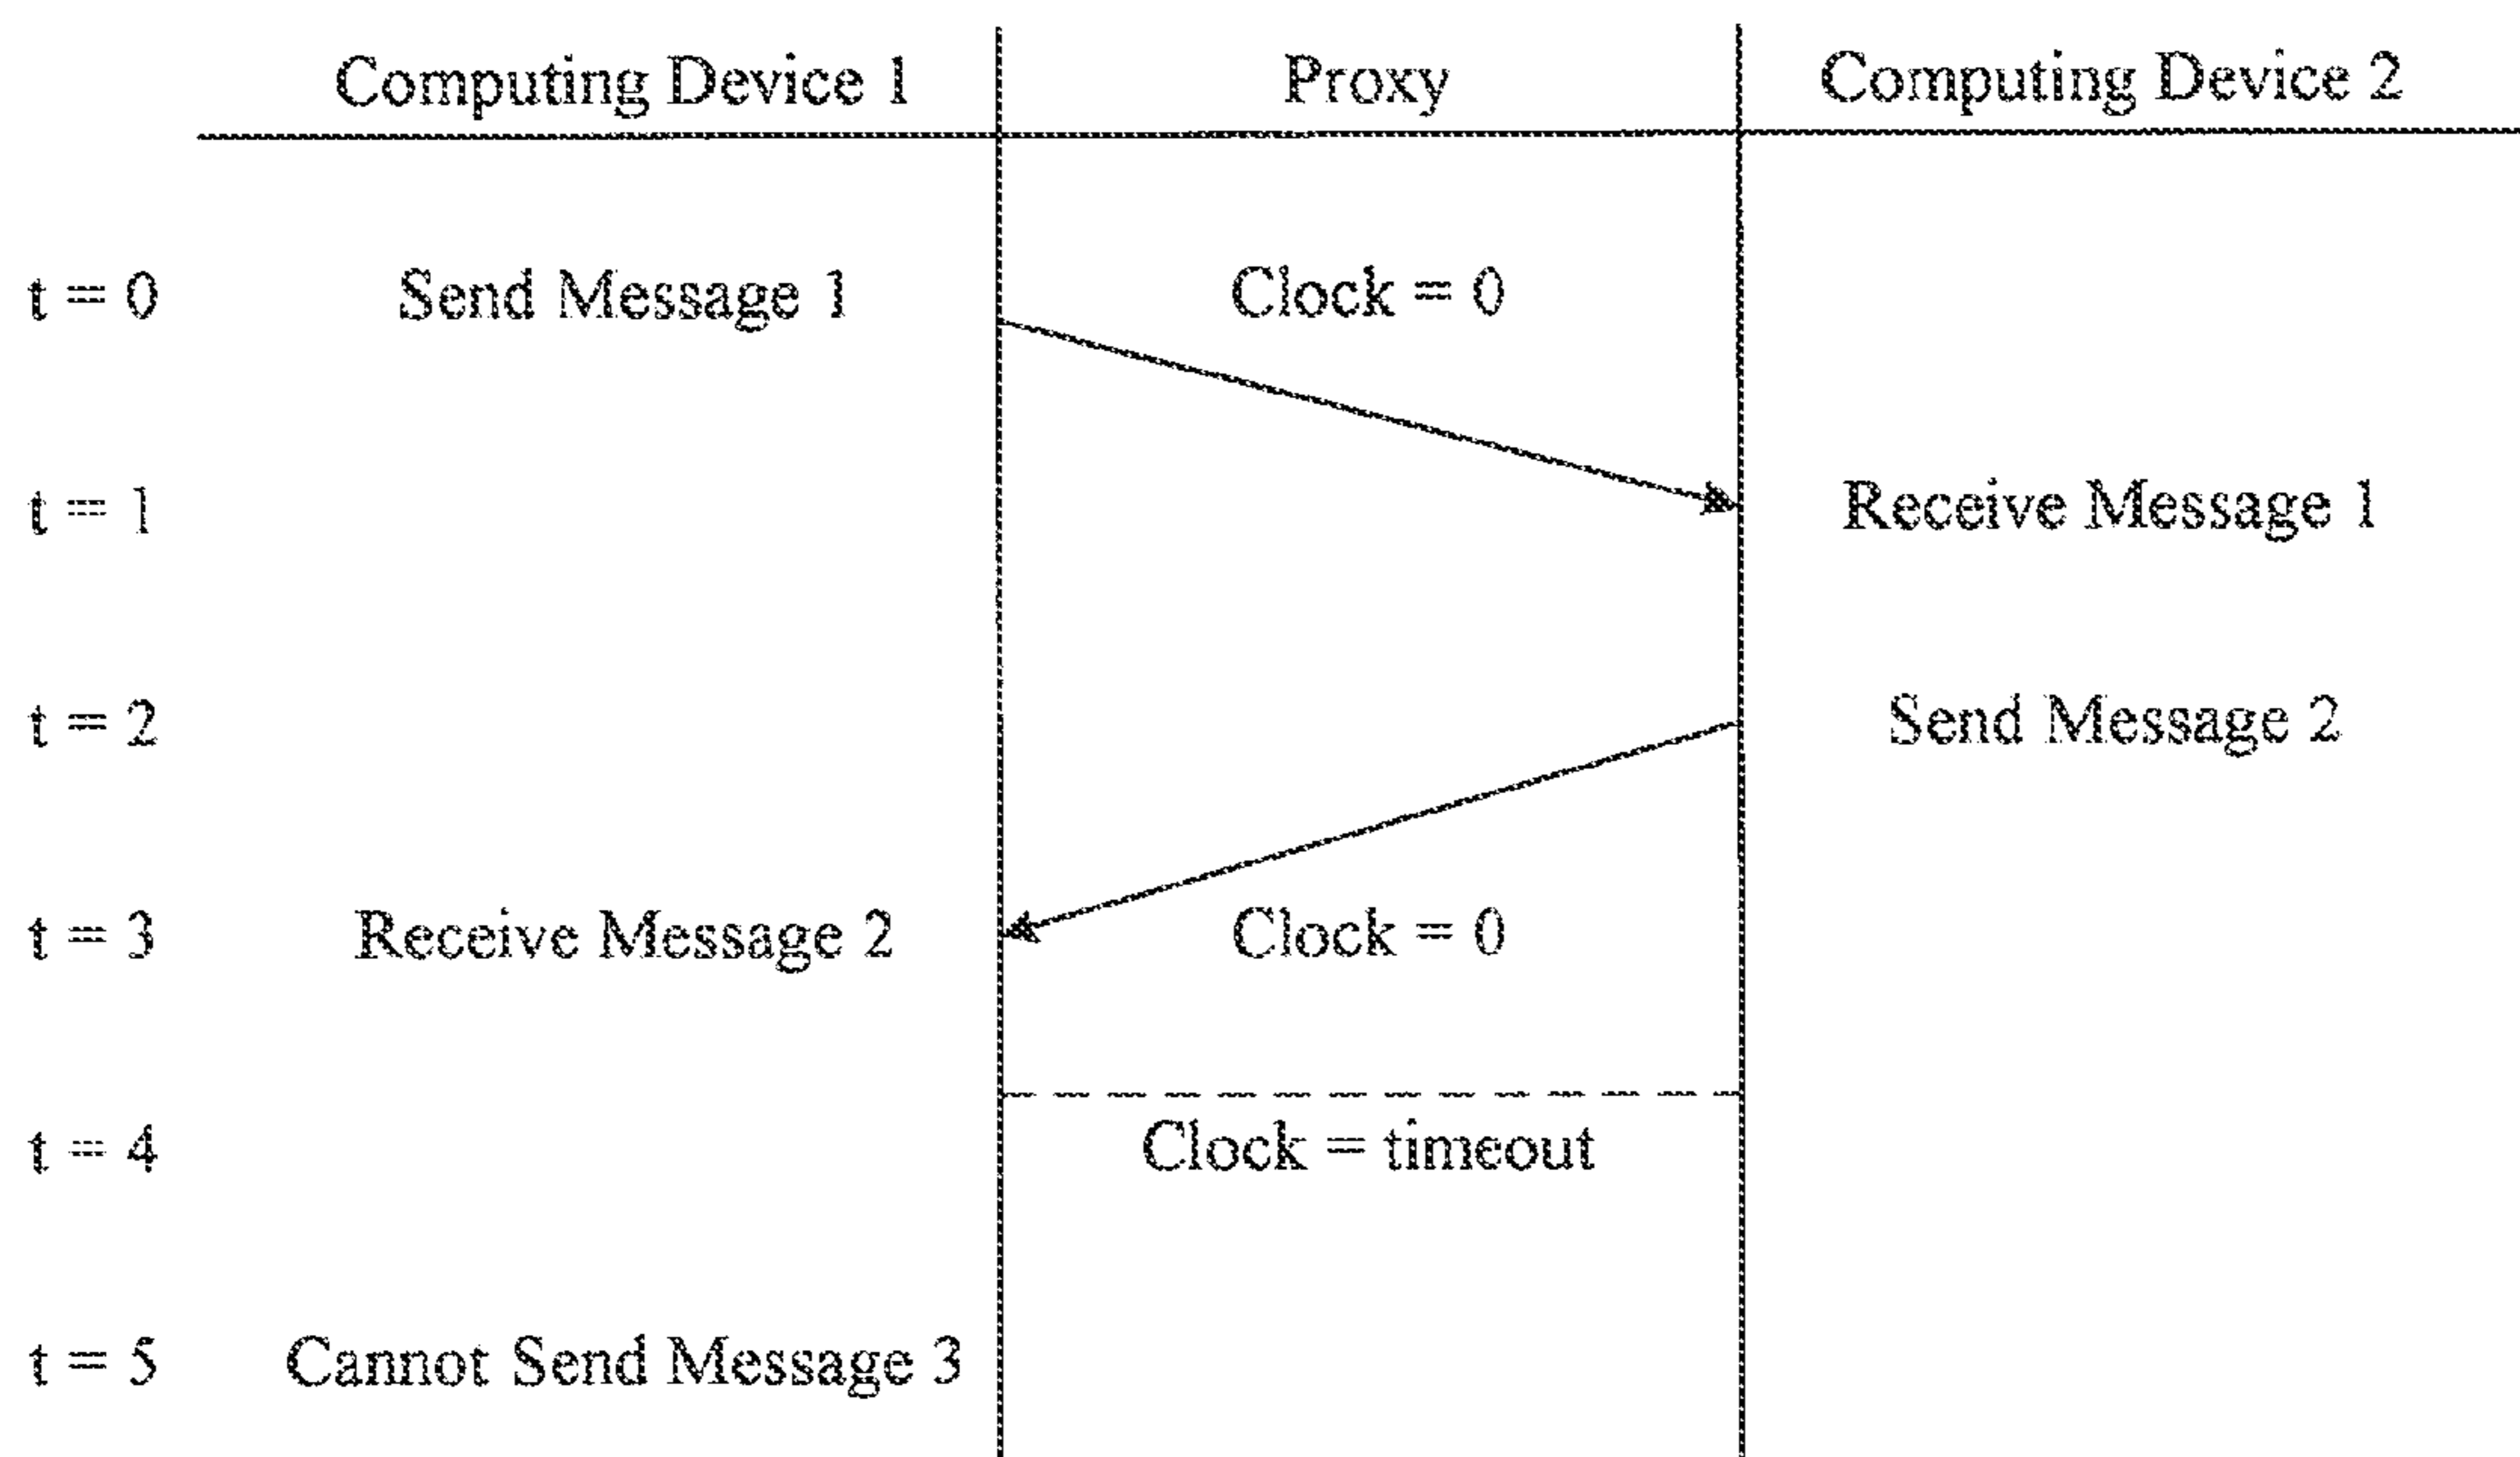 Computing Device 1 Proxy Computing Device 2
t = 0 Send Message 1 Clock = 0
t = 1 Receive Message 1
t = 2 Send Message 2
t = 3 Receive Message 2 Clock = 0
t = 4 Clock = timeout
t = 5 Cannot Send Message 3